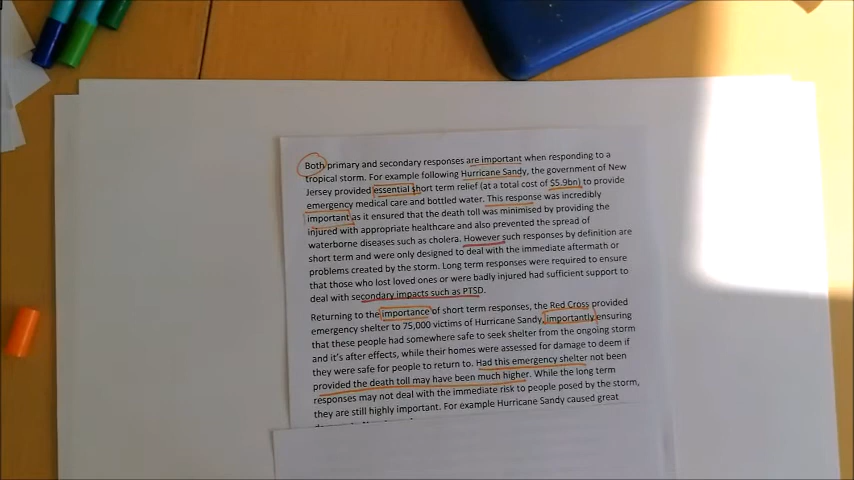 Both primary and secondary responses are important when responding to a
tropical storm. For example following Hurricane Sandy, the government of New
Jersey provided essential short term relief (at a total cost of $5.9bn) to provide
emergency medical care and bottled water. This response was incredibly
important as it ensured that the death toll was minimised by providing the
injured with appropriate healthcare and also prevented the spread of
waterborne diseases such as cholera. However such responses by definition are
short term and were only designed to deal with the immediate aftermath or
problems created by the storm. Long term responses were required to ensure
that those who lost loved ones or were badly injured had sufficient support to
deal with secondary impacts such as PTSD.
Returning to the importance of short term responses, the Red Cross provided
emergency shelter to 75,000 victims of Hurricane Sandy, importantly ensuring
that these people had somewhere safe to seek shelter from the ongoing storm
and it's after effects, while their homes were assessed for damage to deem if
they were safe for people to return to. Had this emergency shelter not been
provided the death toll may have been much higher. While the long term
responses may not deal with the immediate risk to people posed by the storm,
they are still highly important. For example Hurricane Sandy caused great